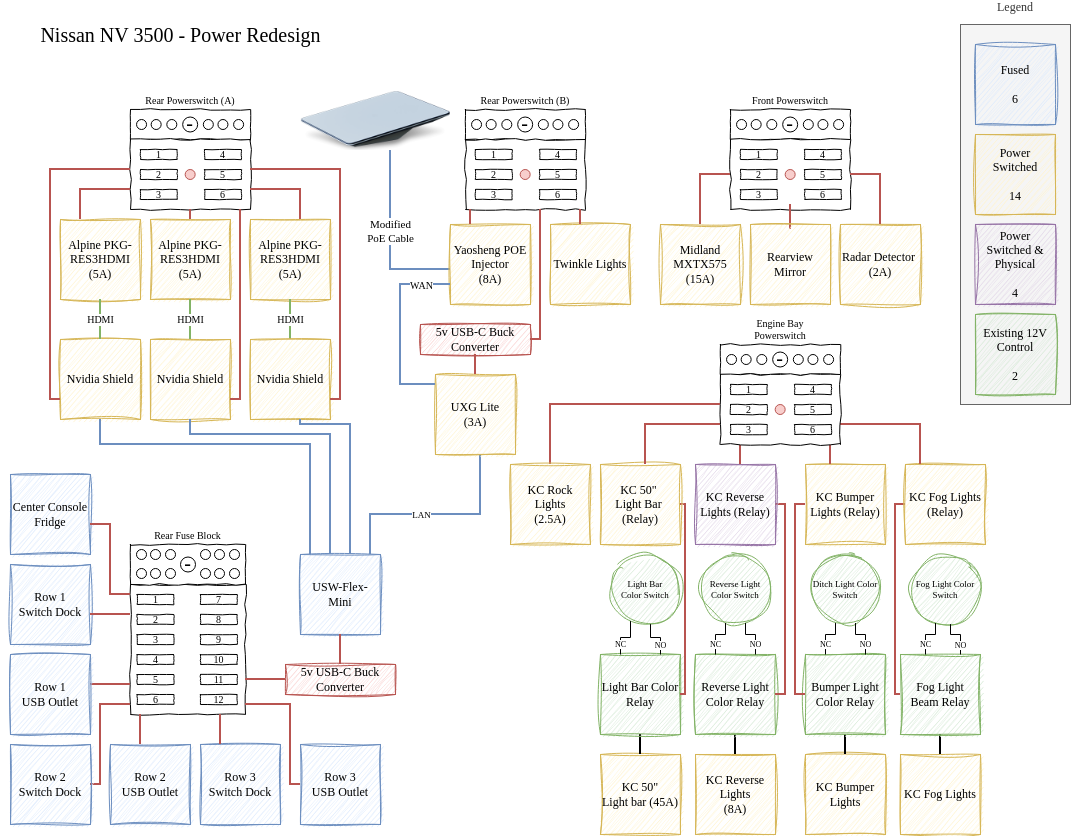 Nissan NV 3500 - Power Redesign
Legend
Fused
6
Power
Switched
14
Power
Switched &
Physical
4
Existing 12V
Control
2
Rear Powerswitch (A)
1
2
3
4
5
6
Alpine PKG-
RES3HDMI
(5A)
Alpine PKG-
RES3HDMI
(5A)
Alpine PKG-
RES3HDMI
(5A)
HDMI
HDMI
HDMI
Nvidia Shield
Nvidia Shield
Nvidia Shield
Modified
PoE Cable
Rear Powerswitch (B)
1
2
3
4
5
6
Yaosheng POE
Injector
(8A)
Twinkle Lights
WAN
5v USB-C Buck
Converter
UXG Lite
(3A)
LAN
Front Powerswitch
1
2
3
4
5
6
Midland
MXTX575
(15A)
Rearview
Mirror
Radar Detector
(2A)
Engine Bay
Powerswitch
1
2
3
4
5
6
KC Rock
Lights
(2.5A)
KC 50"
Light Bar
(Relay)
KC Reverse
Lights (Relay)
KC Bumper
Lights (Relay)
KC Fog Lights
(Relay)
Light Bar
Color Switch
Reverse Light
Color Switch
Ditch Light Color
Switch
Fog Light Color
Switch
NC
NO
NC
NO
NC
NO
NC
NO
Light Bar Color
Relay
Reverse Light
Color Relay
Bumper Light
Color Relay
Fog Light
Beam Relay
KC 50"
Light bar (45A)
KC Reverse
Lights
(8A)
KC Bumper
Lights
KC Fog Lights
Center Console
Fridge
Row 1
Switch Dock
Row 1
USB Outlet
Row 2
Switch Dock
Row 2
USB Outlet
Row 3
Switch Dock
Row 3
USB Outlet
Rear Fuse Block
1
2
3
4
5
6
7
8
9
10
11
12
USW-Flex-
Mini
5v USB-C Buck
Converter